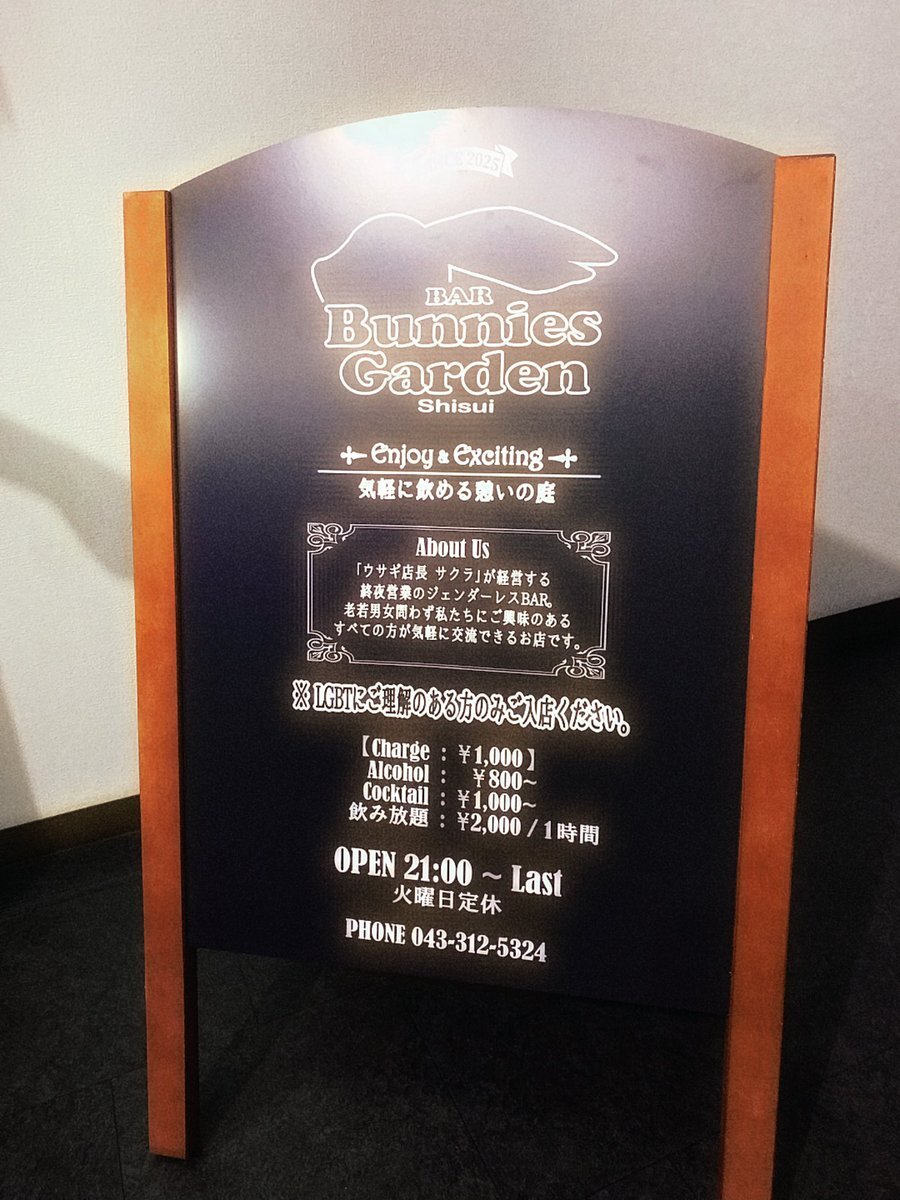 2025
BAR
Bunnies
Garden
Shisui
Enjoy & Exciting
気軽に飲める憩いの庭
About Us
「ウサギ店長 サクラ」が経営する
終夜営業のジェンダーレスBAR。
老若男女問わず私たちにご興味のある
すべての方が気軽に交流できるお店です。
※ LGBTにご理解のある方のみご入店ください。
【Charge : ¥1,000】
Alcohol : ¥800~
Cocktail : ¥1,000~
飲み放題 : ¥2,000 / 1時間
OPEN 21:00 ~ Last
火曜日定休
PHONE 043-312-5324